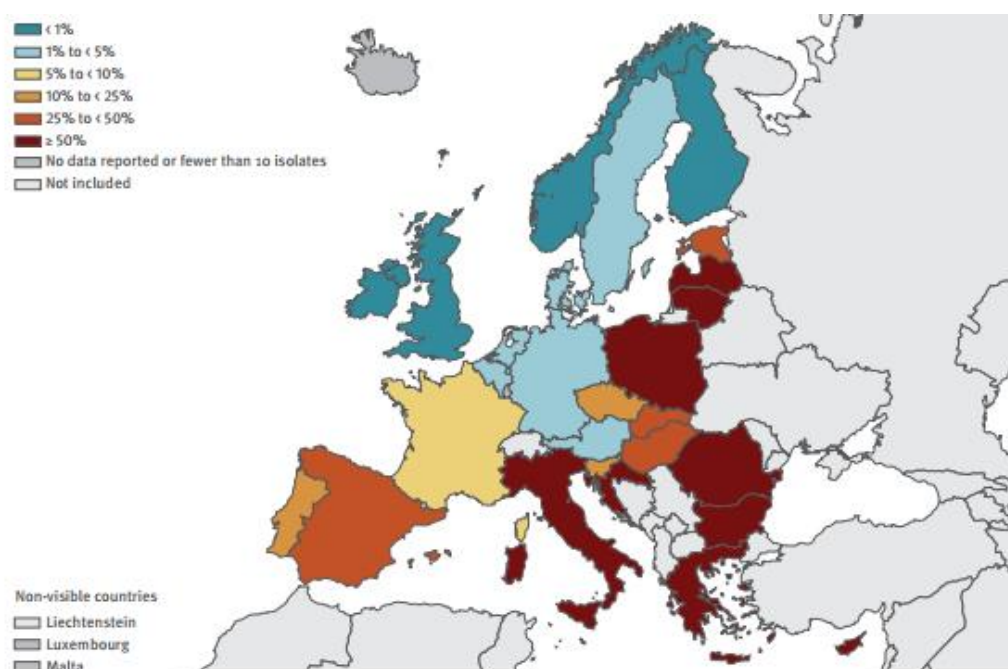 < 1%
1% to < 5%
5% to < 10%
10% to < 25%
25% to < 50%
≥ 50%
No data reported or fewer than 10 isolates
Not included
Non-visible countries
Liechtenstein
Luxembourg
Malta